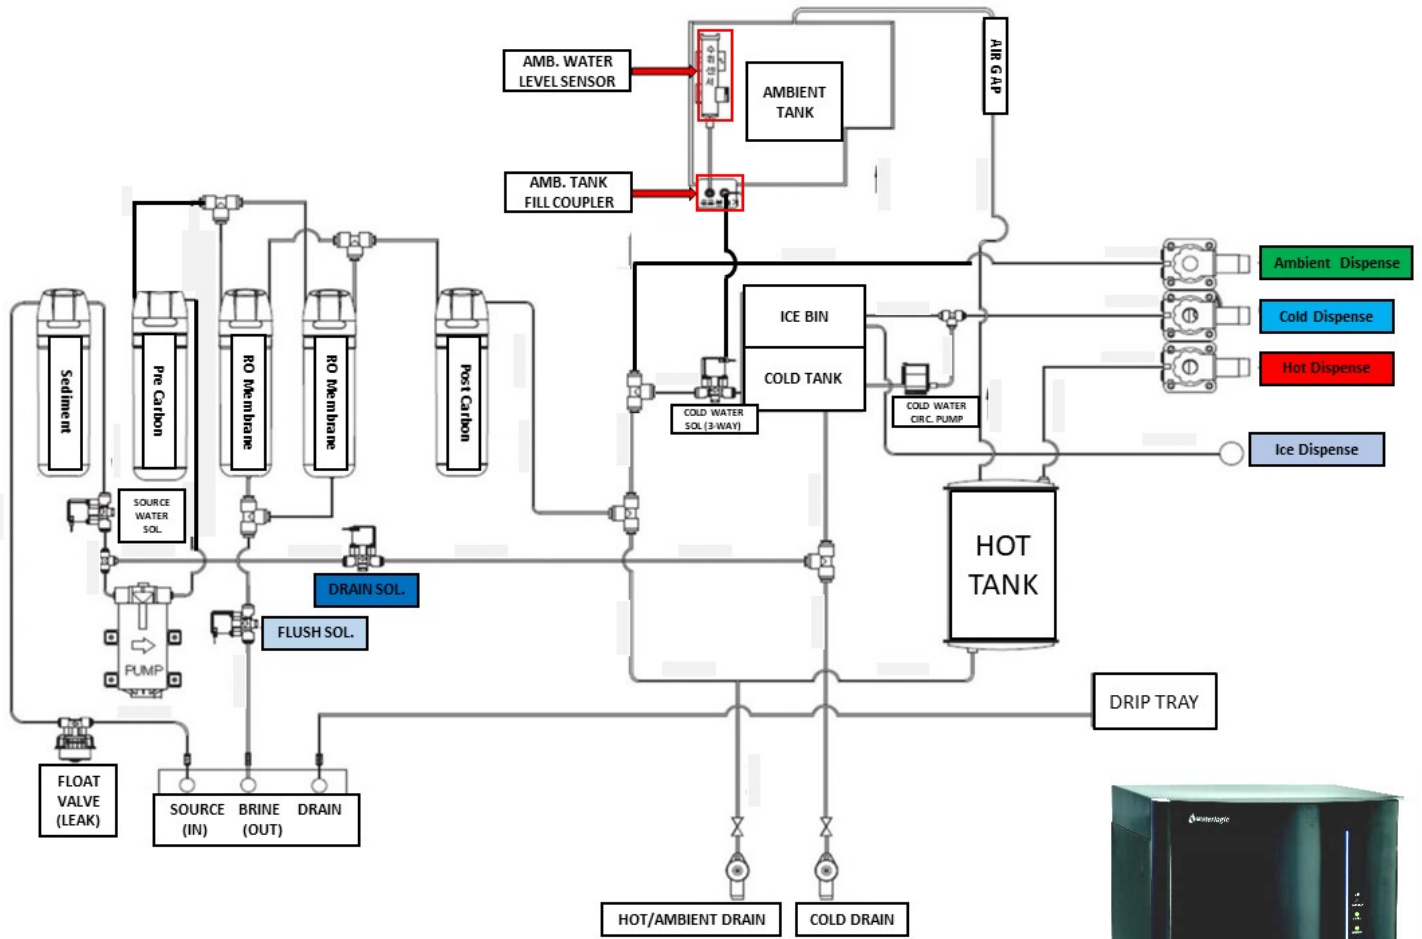 AMB. WATER
LEVEL SENSOR
AMBIENT
TANK
AIR GAP
AMB. TANK
FILL COUPLER
Ambient Dispense
ICE BIN
Cold Dispense
COLD TANK
Hot Dispense
COLD WATER
SOL (3-WAY)
COLD WATER
CIRC. PUMP
Ice Dispense
Sediment
Pre Carbon
RO Membrane
RO Membrane
Post Carbon
SOURCE
WATER
SOL.
HOT
TANK
DRAIN SOL.
FLUSH SOL.
PUMP
DRIP TRAY
FLOAT
VALVE
(LEAK)
SOURCE BRINE DRAIN
(IN) (OUT)
waterlogic
HOT/AMBIENT DRAIN
COLD DRAIN